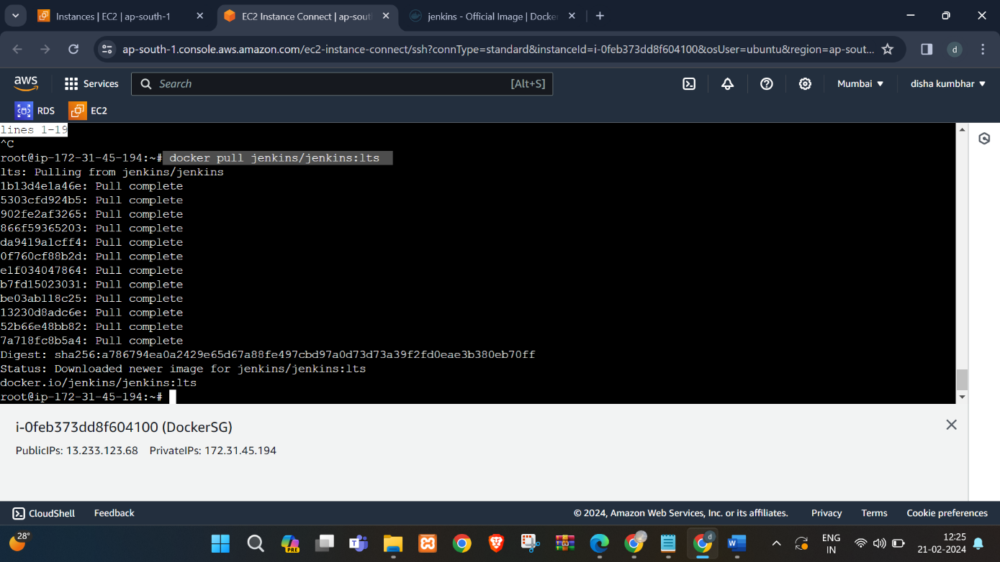 Instances | EC2 | ap-south-1
EC2 Instance Connect | ap-sout
jenkins - Official Image | Docke
ap-south-1.console.aws.amazon.com/ec2-instance-connect/ssh?connType=standard&instanceId=i-0feb373dd8f604100&osUser=ubuntu&region=ap-sout...
d
aws
Services
Search
[Alt+S]
Mumbai
disha kumbhar
RDS
EC2
lines 1-19
^C
root@ip-172-31-45-194:~# docker pull jenkins/jenkins:lts
lts: Pulling from jenkins/jenkins
1b13d4e1a46e: Pull complete
5303cfd924b5: Pull complete
902fe2af3265: Pull complete
866f59365203: Pull complete
da9419a1cff4: Pull complete
0f760cf88b2d: Pull complete
e1f034047864: Pull complete
b7fd15023031: Pull complete
be03ab118c25: Pull complete
13230d8adc6e: Pull complete
52b66e48bb82: Pull complete
7a718fc8b5a4: Pull complete
Digest: sha256:a786794ea0a2429e65d67a88fe497cbd97a0d73d73a39f2fd0eae3b380eb70ff
Status: Downloaded newer image for jenkins/jenkins:lts
docker.io/jenkins/jenkins:lts
root@ip-172-31-45-194:~#
i-0feb373dd8f604100 (DockerSG)
PublicIPs: 13.233.123.68 PrivateIPs: 172.31.45.194
CloudShell
Feedback
© 2024, Amazon Web Services, Inc. or its affiliates.
Privacy
Terms
Cookie preferences
28°
PRE
d
ENG
IN
12:25
21-02-2024